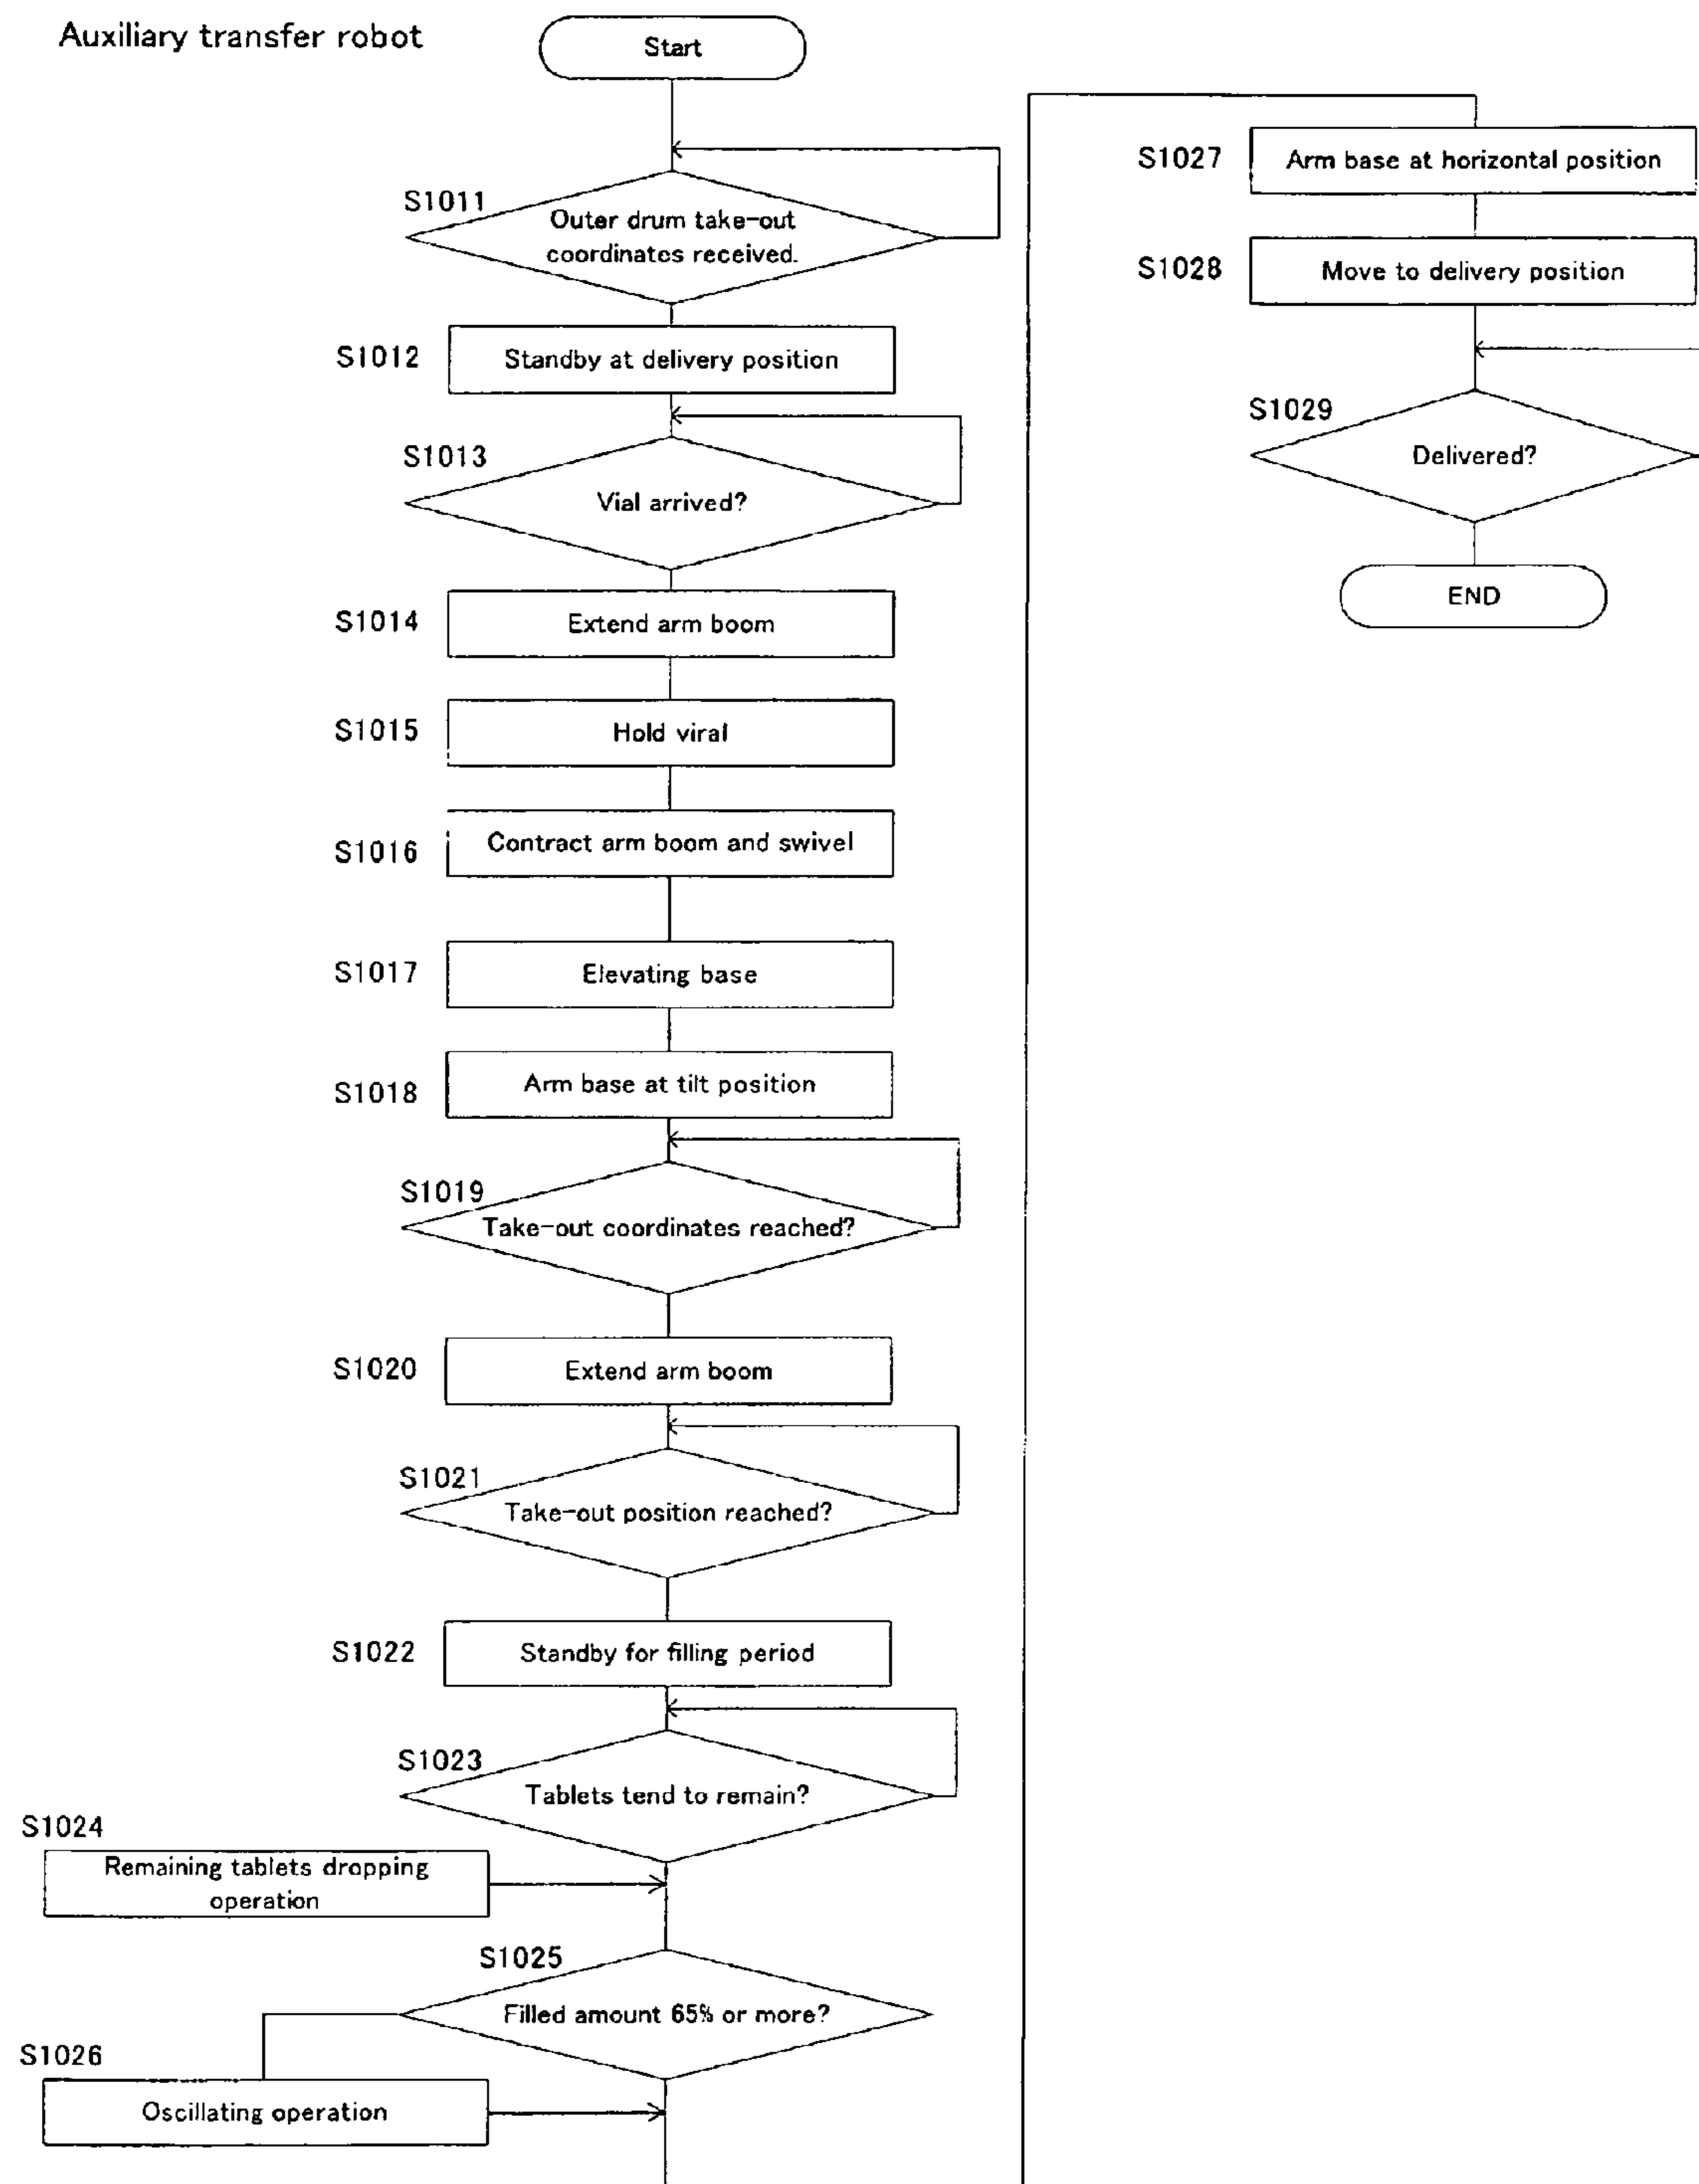 Auxiliary transfer robot
Start
S1011
Outer drum take-out
coordinates received.
S1012
Standby at delivery position
S1013
Vial arrived?
S1014
Extend arm boom
S1015
Hold viral
S1016
Contract arm boom and swivel
S1017
Elevating base
S1018
Arm base at tilt position
S1019
Take-out coordinates reached?
S1020
Extend arm boom
S1021
Take-out position reached?
S1022
Standby for filling period
S1023
Tablets tend to remain?
S1024
Remaining tablets dropping
operation
S1025
Filled amount 65% or more?
S1026
Oscillating operation
S1027
Arm base at horizontal position
S1028
Move to delivery position
S1029
Delivered?
END